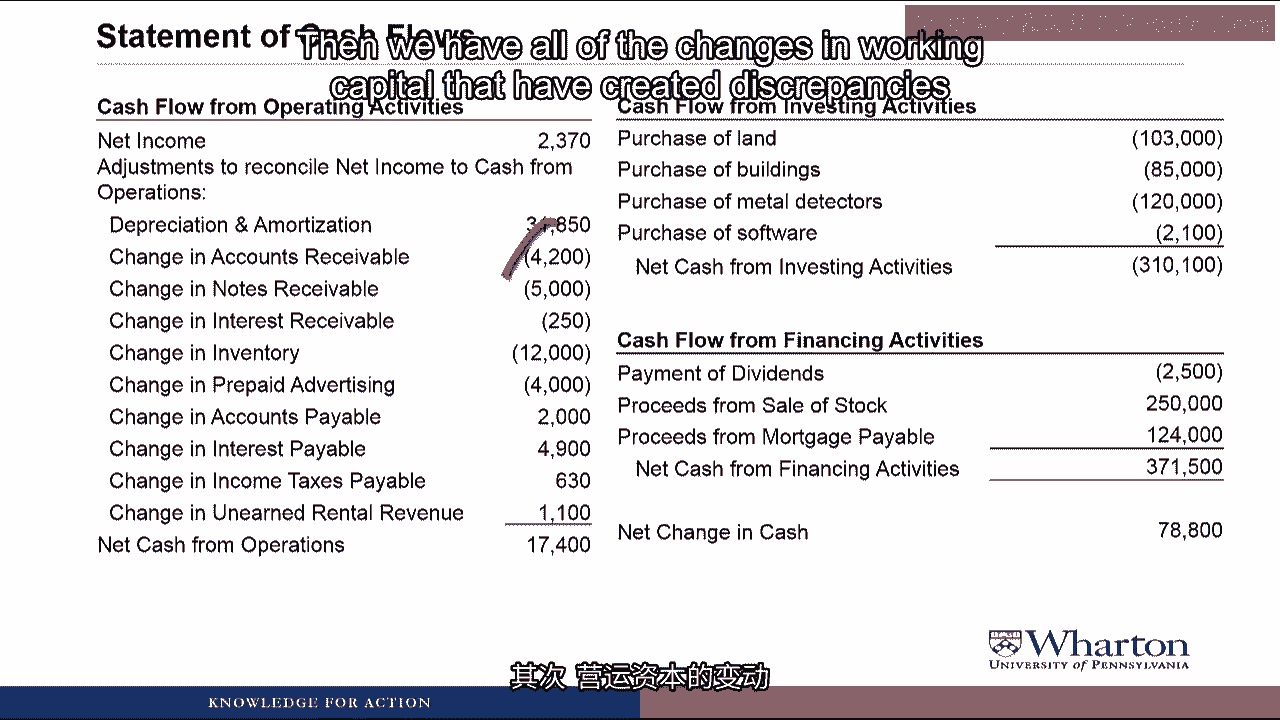 Statement of Cash Flows
Then we have all of the changes in working
capital that have created discrepancies
Cash Flow from Operating Activities
Net Income 2,370
Adjustments to reconcile Net Income to Cash from
Operations:
Depreciation & Amortization 31,850
Change in Accounts Receivable (4,200)
Change in Notes Receivable (5,000)
Change in Interest Receivable (250)
Change in Inventory (12,000)
Change in Prepaid Advertising (4,000)
Change in Accounts Payable 2,000
Change in Interest Payable 4,900
Change in Income Taxes Payable 630
Change in Unearned Rental Revenue 1,100
Net Cash from Operations 17,400
Cash Flow from Investing Activities
Purchase of land (103,000)
Purchase of buildings (85,000)
Purchase of metal detectors (120,000)
Purchase of software (2,100)
Net Cash from Investing Activities (310,100)
Cash Flow from Financing Activities
Payment of Dividends (2,500)
Proceeds from Sale of Stock 250,000
Proceeds from Mortgage Payable 124,000
Net Cash from Financing Activities 371,500
Net Change in Cash 78,800
Wharton
UNIVERSITY of PENNSYLVANIA
其次 营运资本的变动
KNOWLEDGE FOR ACTION